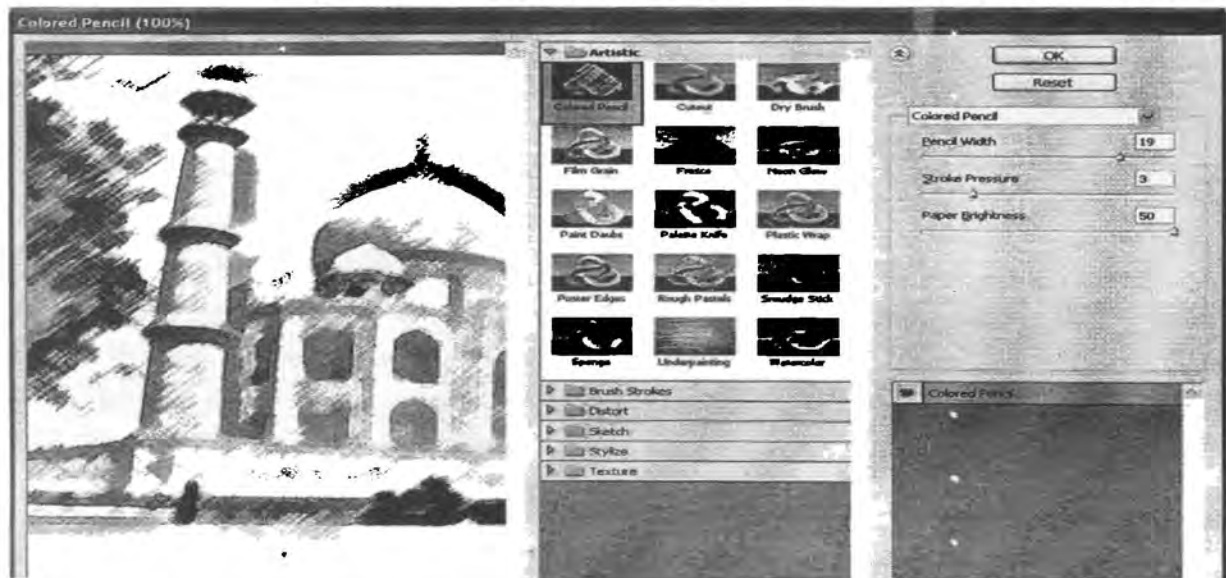 Colored Pencil (100%)
Artistic
Colored Pencil
Cutout
Dry Brush
Film Grain
Fresco
Neon Glow
Paint Daubs
Palette Knife
Plastic Wrap
Poster Edges
Rough Pastels
Smudge Stick
Sponge
Underpainting
Watercolor
Brush Strokes
Distort
Sketch
Stylize
Texture
OK
Reset
Colored Pencil
Pencil Width 19
Stroke Pressure 3
Paper Brightness 50
Colored Pencil